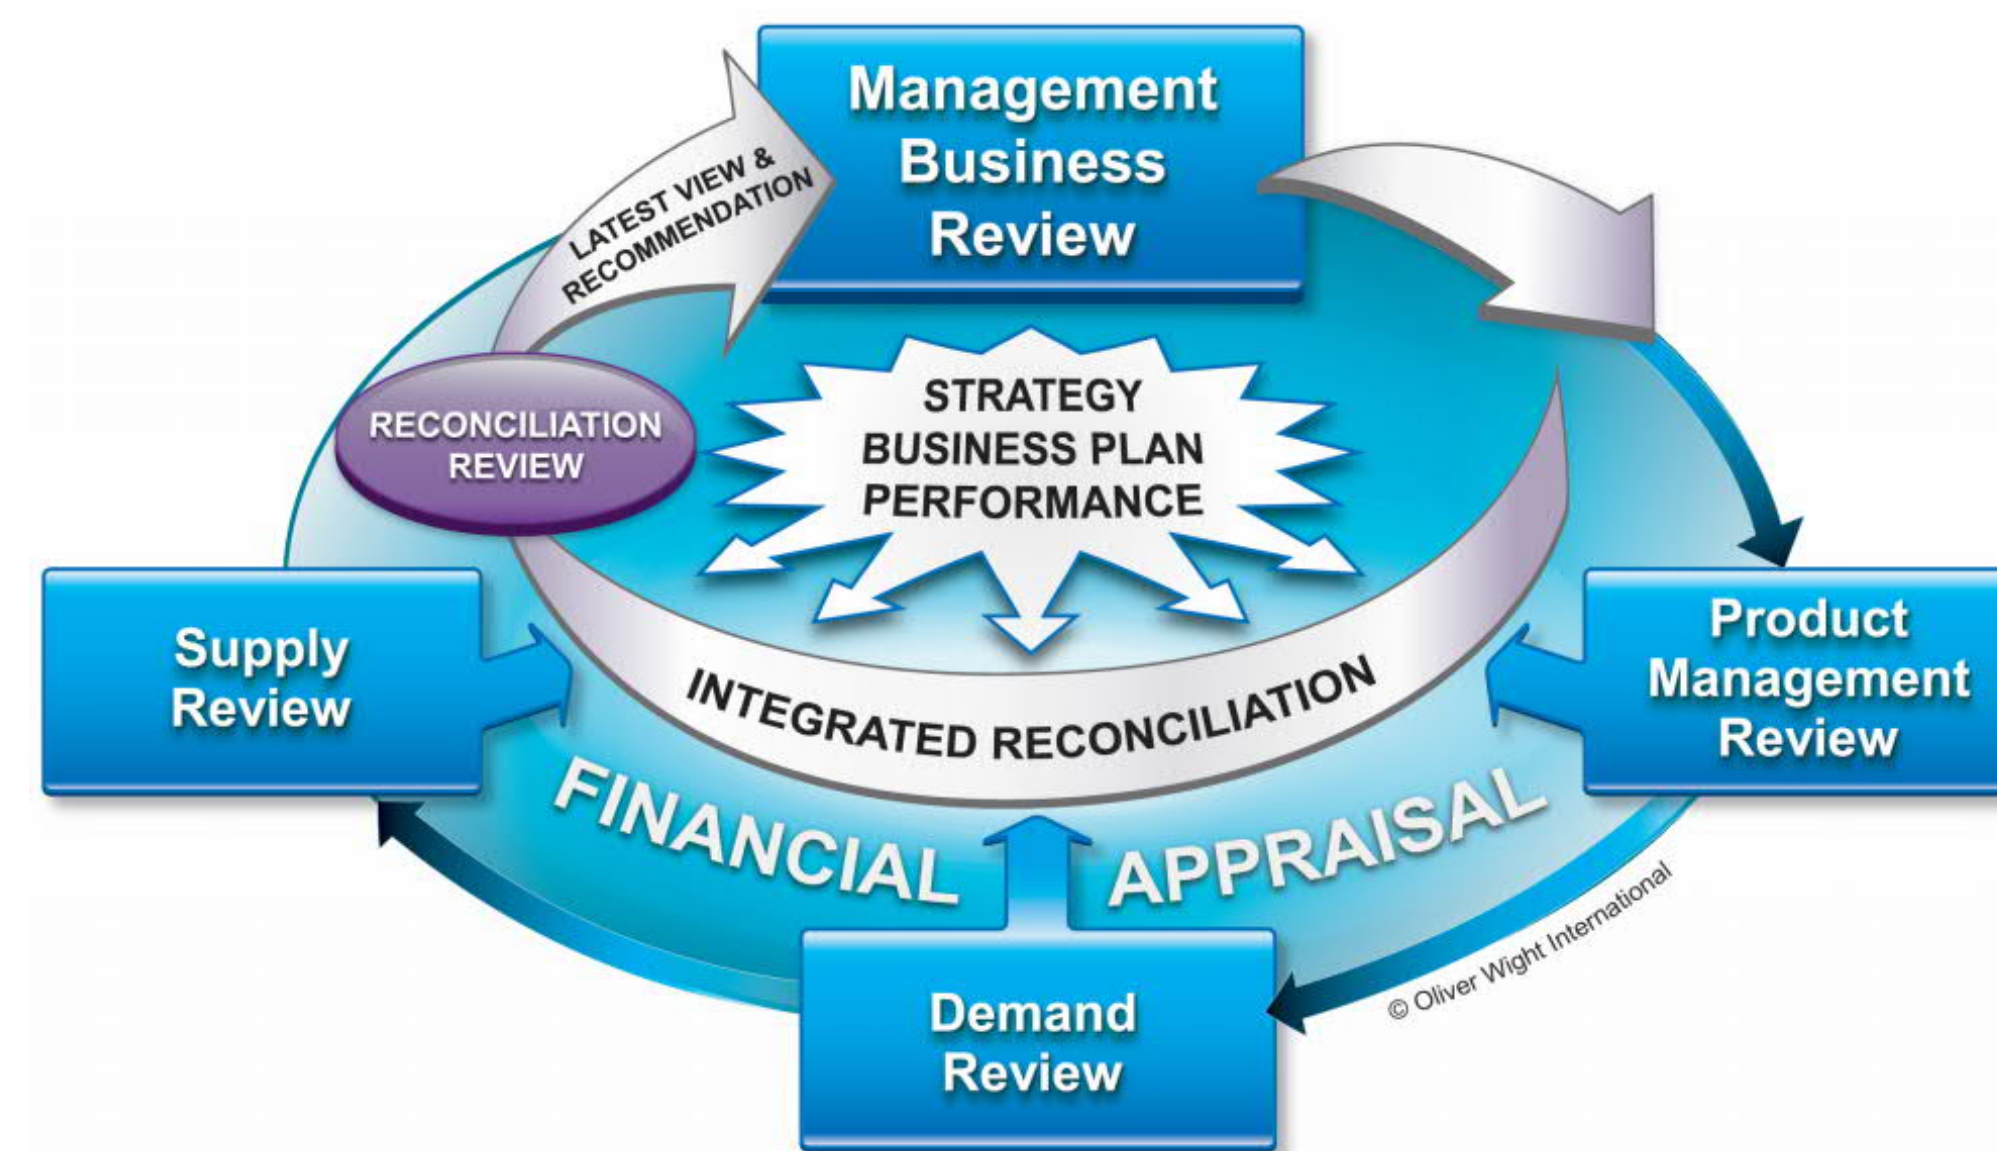 Management
Business
Review
LATEST VIEW &
RECOMMENDATION
RECONCILIATION
REVIEW
STRATEGY
BUSINESS PLAN
PERFORMANCE
Supply
Review
Product
Management
Review
INTEGRATED RECONCILIATION
FINANCIAL APPRAISAL
© Oliver Wight International
Demand
Review